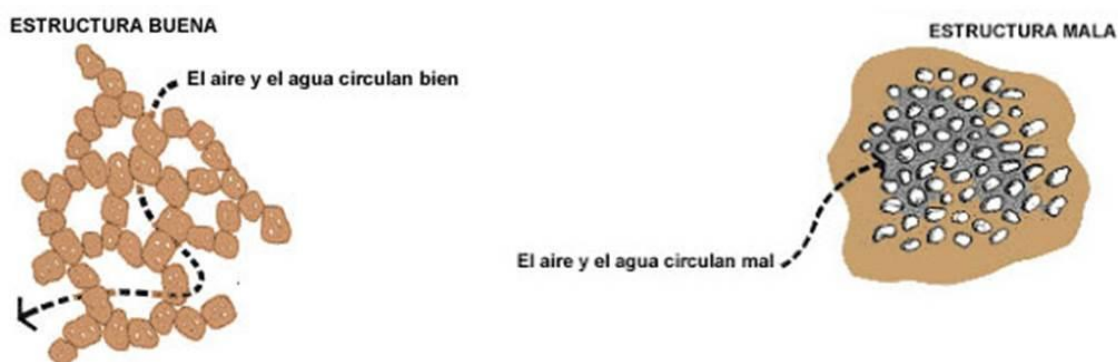 ESTRUCTURA BUENA
El aire y el agua circulan bien
ESTRUCTURA MALA
El aire y el agua circulan mal